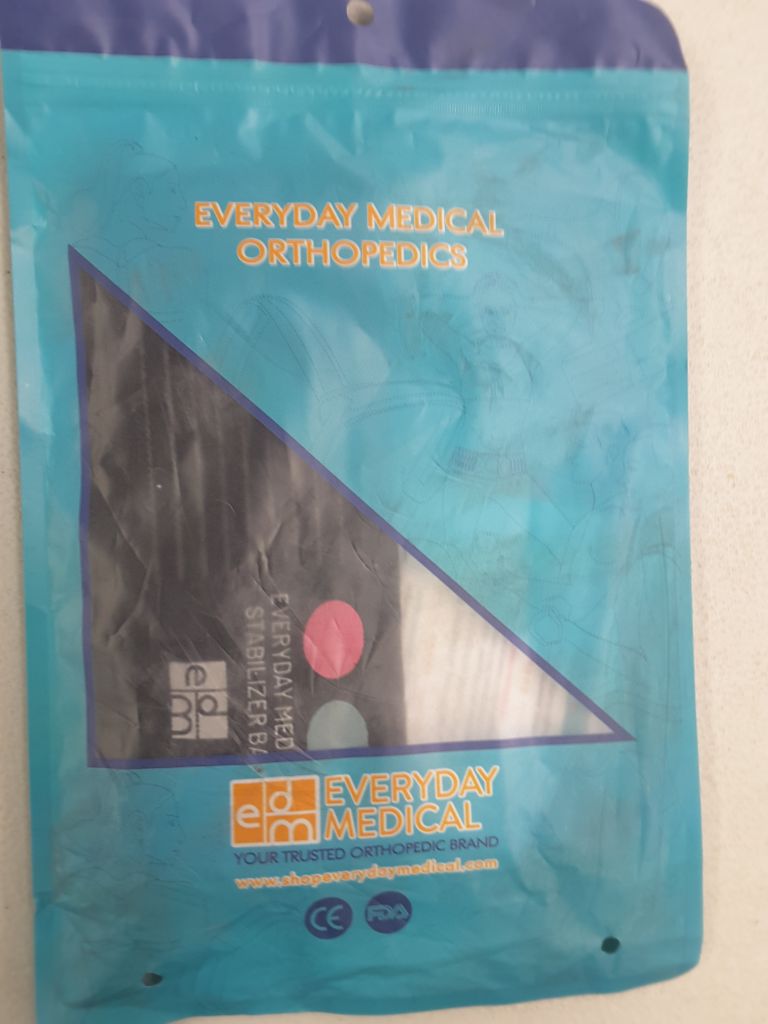 EVERYDAY MEDICAL
ORTHOPEDICS
EVERYDAY MED
STABILIZER
edm
edm
EVERYDAY
MEDICAL
YOUR TRUSTED ORTHOPEDIC BRAND
www.shopeverydaymedical.com
CE
FDA